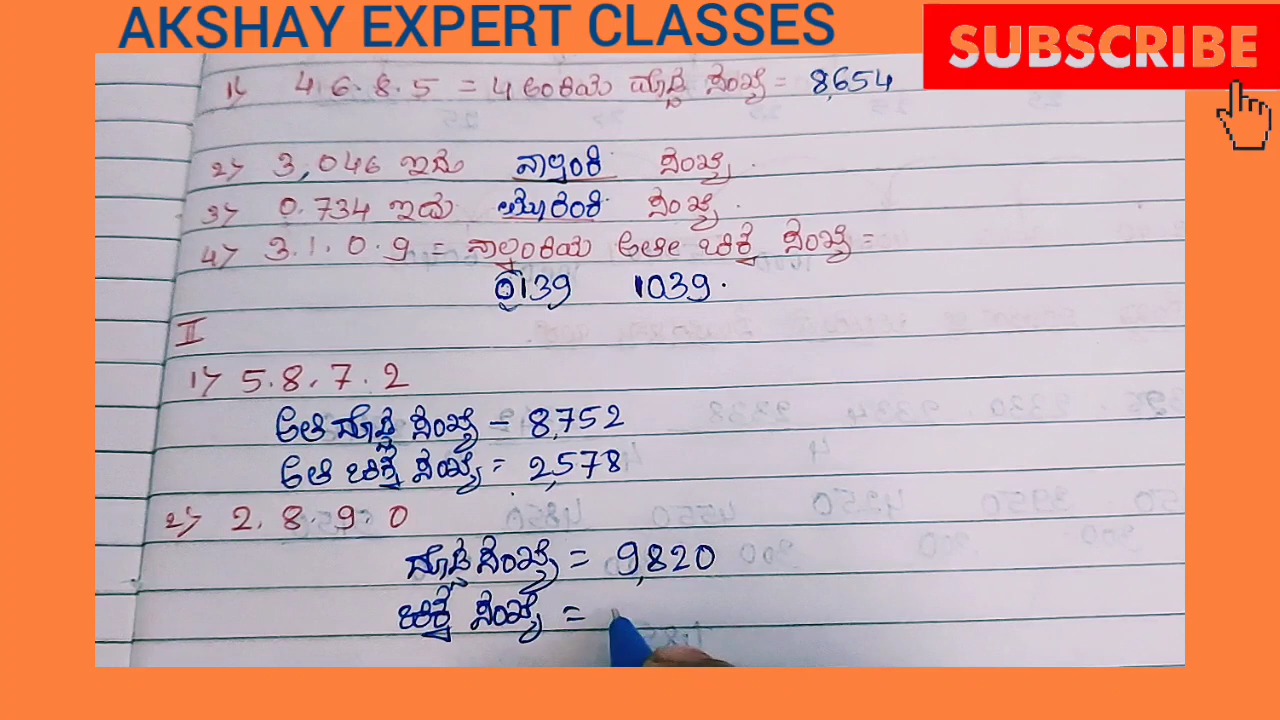 AKSHAY EXPERT CLASSES
SUBSCRIBE
1) 4.6.8.5 = 4 ಅಂಕಿಯ ದೊಡ್ಡ ಸಂಖ್ಯೆ = 8,654
2) 3,046 ಇದು ನಾಲ್ಕಂಕಿ ಸಂಖ್ಯೆ.
3) 0.734 ಇದು ಮೂರಂಕಿ ಸಂಖ್ಯೆ.
4) 3.1.0.9 = ನಾಲ್ಕಂಕಿಯ ಅತೀ ಚಿಕ್ಕ ಸಂಖ್ಯೆ =
0139 1039.
II
1) 5.8.7.2
ಅತಿ ದೊಡ್ಡ ಸಂಖ್ಯೆ - 8,752
ಅತಿ ಚಿಕ್ಕ ಸಂಖ್ಯೆ = 2,578
2) 2.8.9.0
ದೊಡ್ಡ ಸಂಖ್ಯೆ = 9,820
ಚಿಕ್ಕ ಸಂಖ್ಯೆ =